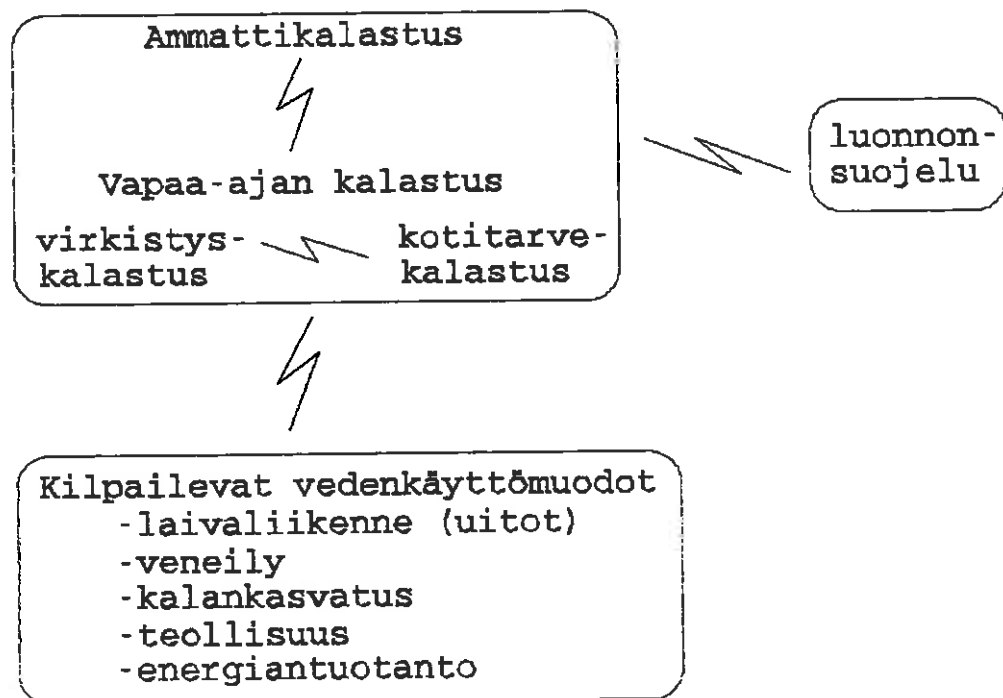 Ammattikalastus
Vapaa-ajan kalastus
virkistys-
kalastus
kotitarve-
kalastus
luonnon-
suojelu
Kilpailevat vedenkäyttömuodot
-laivaliikenne (uitot)
-veneily
-kalankasvatus
-teollisuus
-energiantuotanto